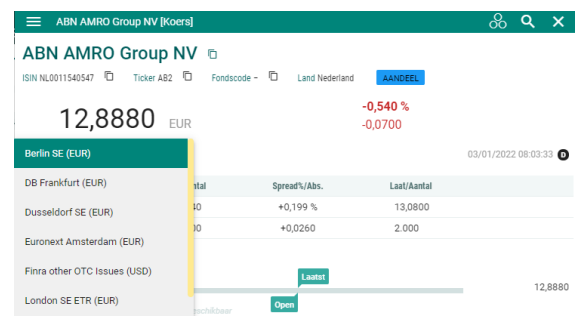 ABN AMRO Group NV [Koers]
ABN AMRO Group NV
ISIN NL0011540547 Ticker AB2 Fondscode – Land Nederland AANDEEL
12,8880 EUR
-0,540 %
-0,0700
Berlin SE (EUR)
03/01/2022 08:03:33 D
DB Frankfurt (EUR)
Dusseldorf SE (EUR)
Euronext Amsterdam (EUR)
Finra other OTC Issues (USD)
London SE ETR (EUR)
Spread%/Abs. Laat/Aantal
+0,199 % 13,0800
+0,0260 2.000
Laatst
12,8880
Open